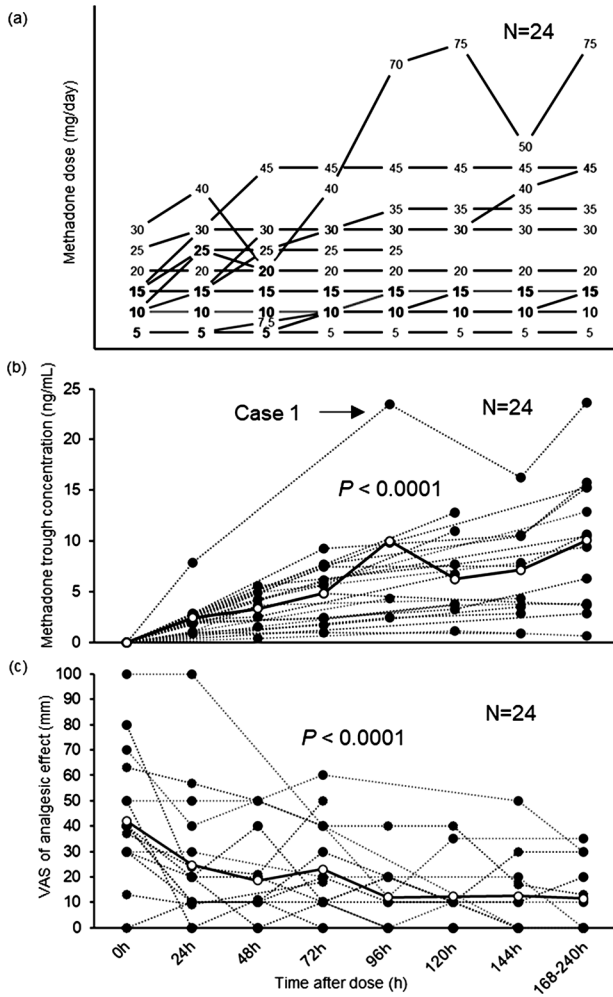 (a)
N=24
75 75
70
50
45 45 45 45 45 45
40 40 40
35 35 35 35
30 30 30 30 30 30 30
25 25 25 25 25
20 20 20 20 20 20 20 20
15 15 15 15 15 15 15 15
10 10 10 10 10 10 10 10
7.5
5 5 5 5 5 5 5 5
Methadone dose (mg/day)
(b)
25
20
15
10
5
0
Methadone trough concentration (ng/mL)
Case 1
N=24
P < 0.0001
(c)
100
90
80
70
60
50
40
30
20
10
0
VAS of analgesic effect (mm)
N=24
P < 0.0001
0h 24h 48h 72h 96h 120h 144h 168-240h
Time after dose (h)